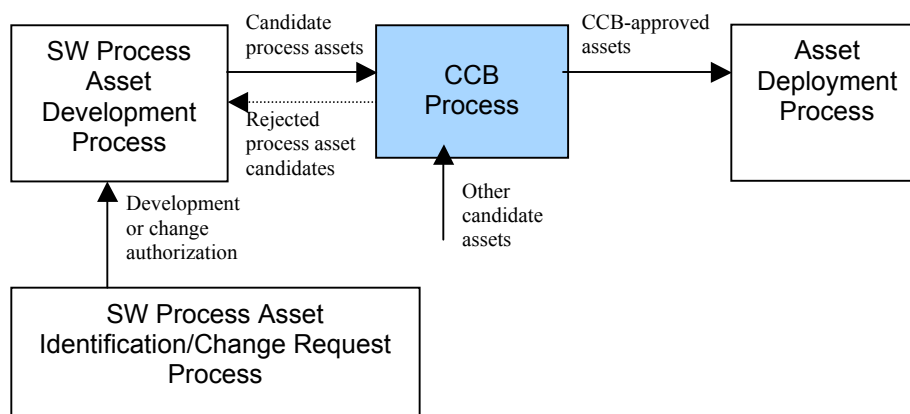 SW Process
Asset
Development
Process
Candidate
process assets
Rejected
process asset
candidates
CCB
Process
CCB-approved
assets
Asset
Deployment
Process
Development
or change
authorization
Other
candidate
assets
SW Process Asset
Identification/Change Request
Process